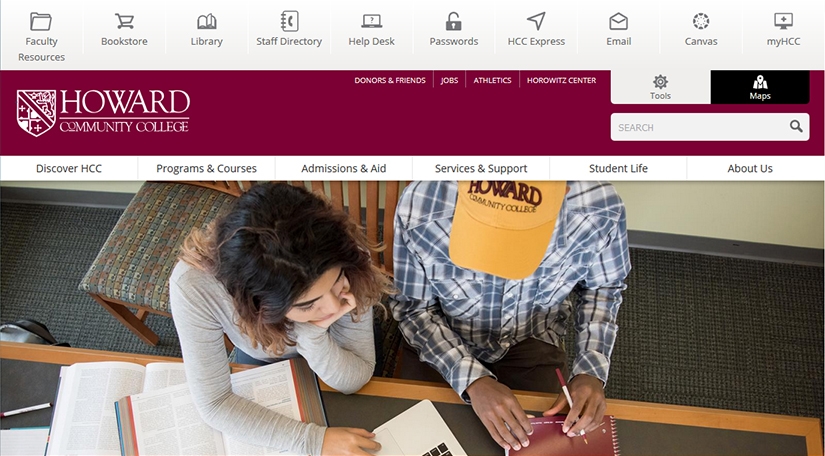 Faculty
Resources
Bookstore
Library
Staff Directory
Help Desk
Passwords
HCC Express
Email
Canvas
myHCC
DONORS & FRIENDS
JOBS
ATHLETICS
HOROWITZ CENTER
Tools
Maps
HOWARD
COMMUNITY COLLEGE
SEARCH
Discover HCC
Programs & Courses
Admissions & Aid
Services & Support
Student Life
About Us
HOWARD
COMMUNITY COLLEGE